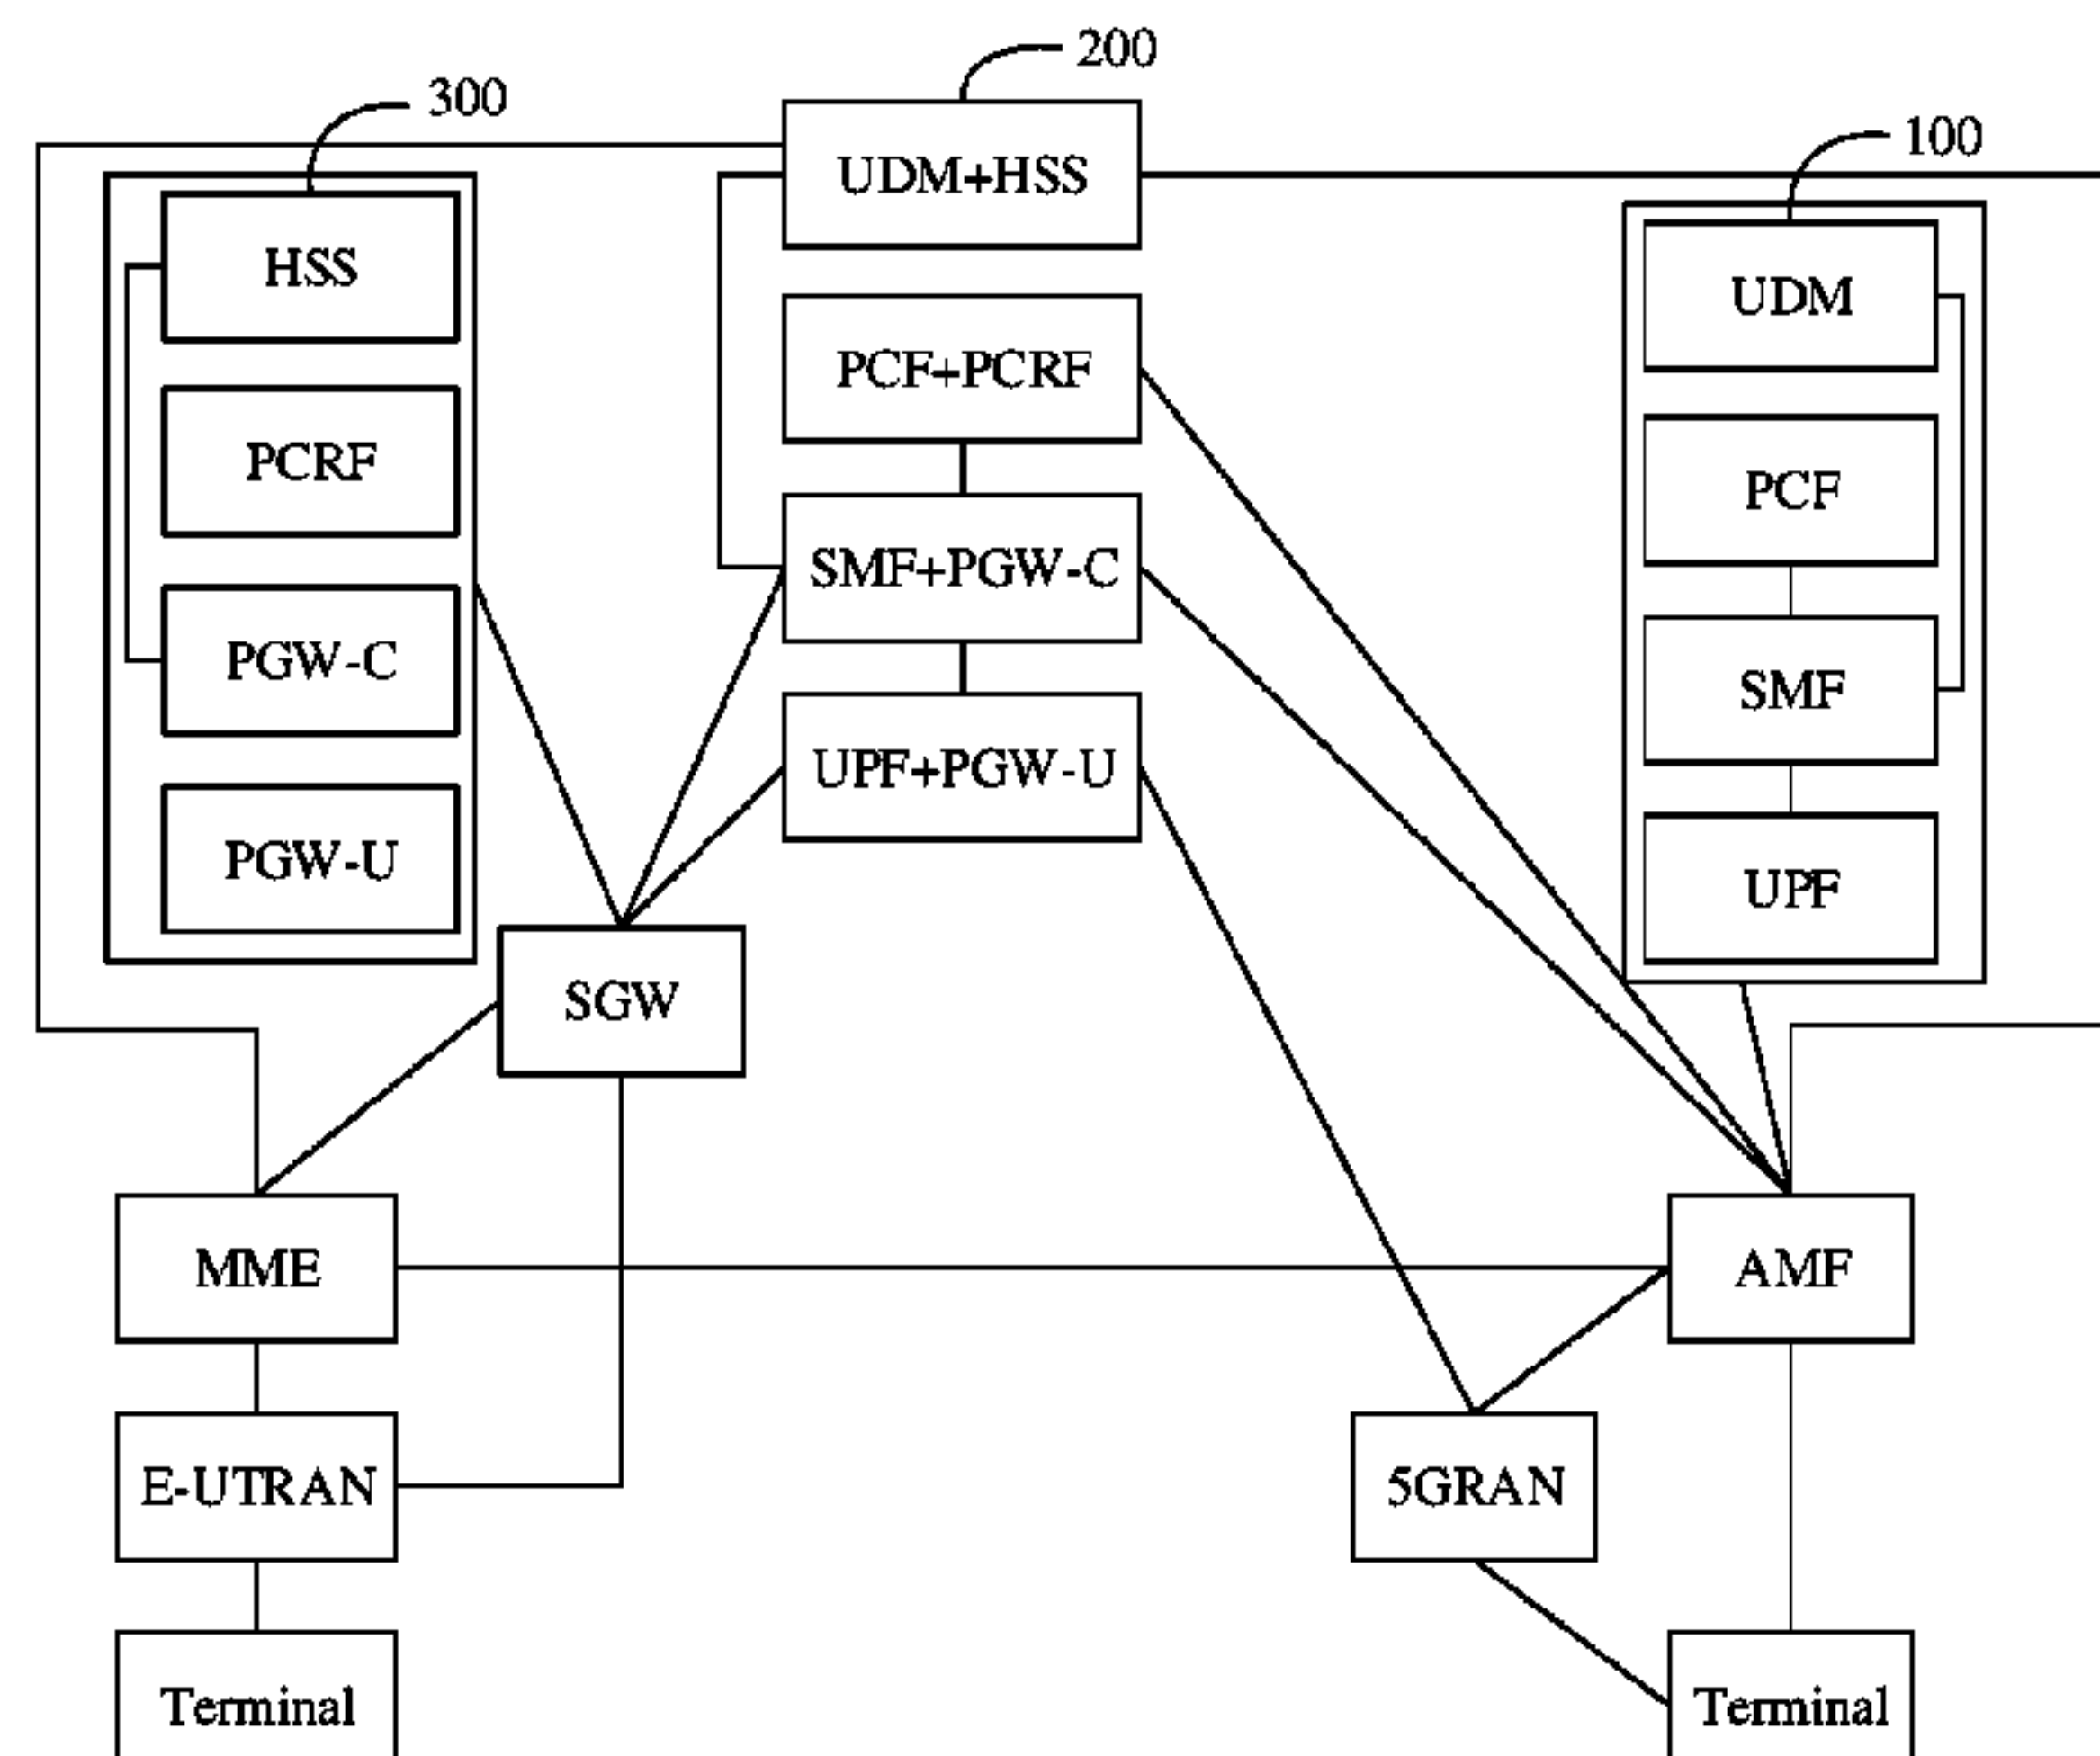 200
300
100
UDM+HSS
HSS
UDM
PCF+PCRF
PCRF
PCF
SMF+PGW-C
PGW-C
SMF
UPF+PGW-U
PGW-U
UPF
SGW
MME
AMF
E-UTRAN
5GRAN
Terminal
Terminal